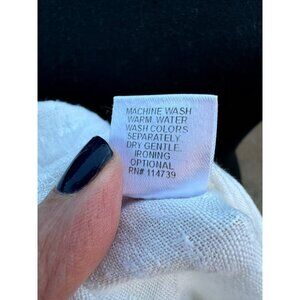 MACHINE WASH
WARM. WATER
WASH COLORS
SEPARATELY
DRY GENTLE.
IRONING
OPTIONAL
RN# 114739